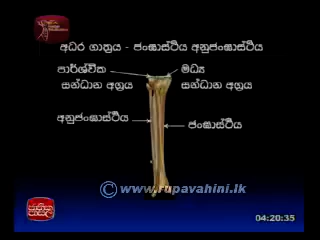 අධර ගාත්‍රය - ජංඝාස්ථිය අනුජංඝාස්ථිය
පාර්ශ්වික
සන්ධාන අග්‍රය
මධ්‍ය
සන්ධාන අග්‍රය
අනුජංඝාස්ථිය
ජංඝාස්ථිය
©www.rupavahini.lk
04:20:35